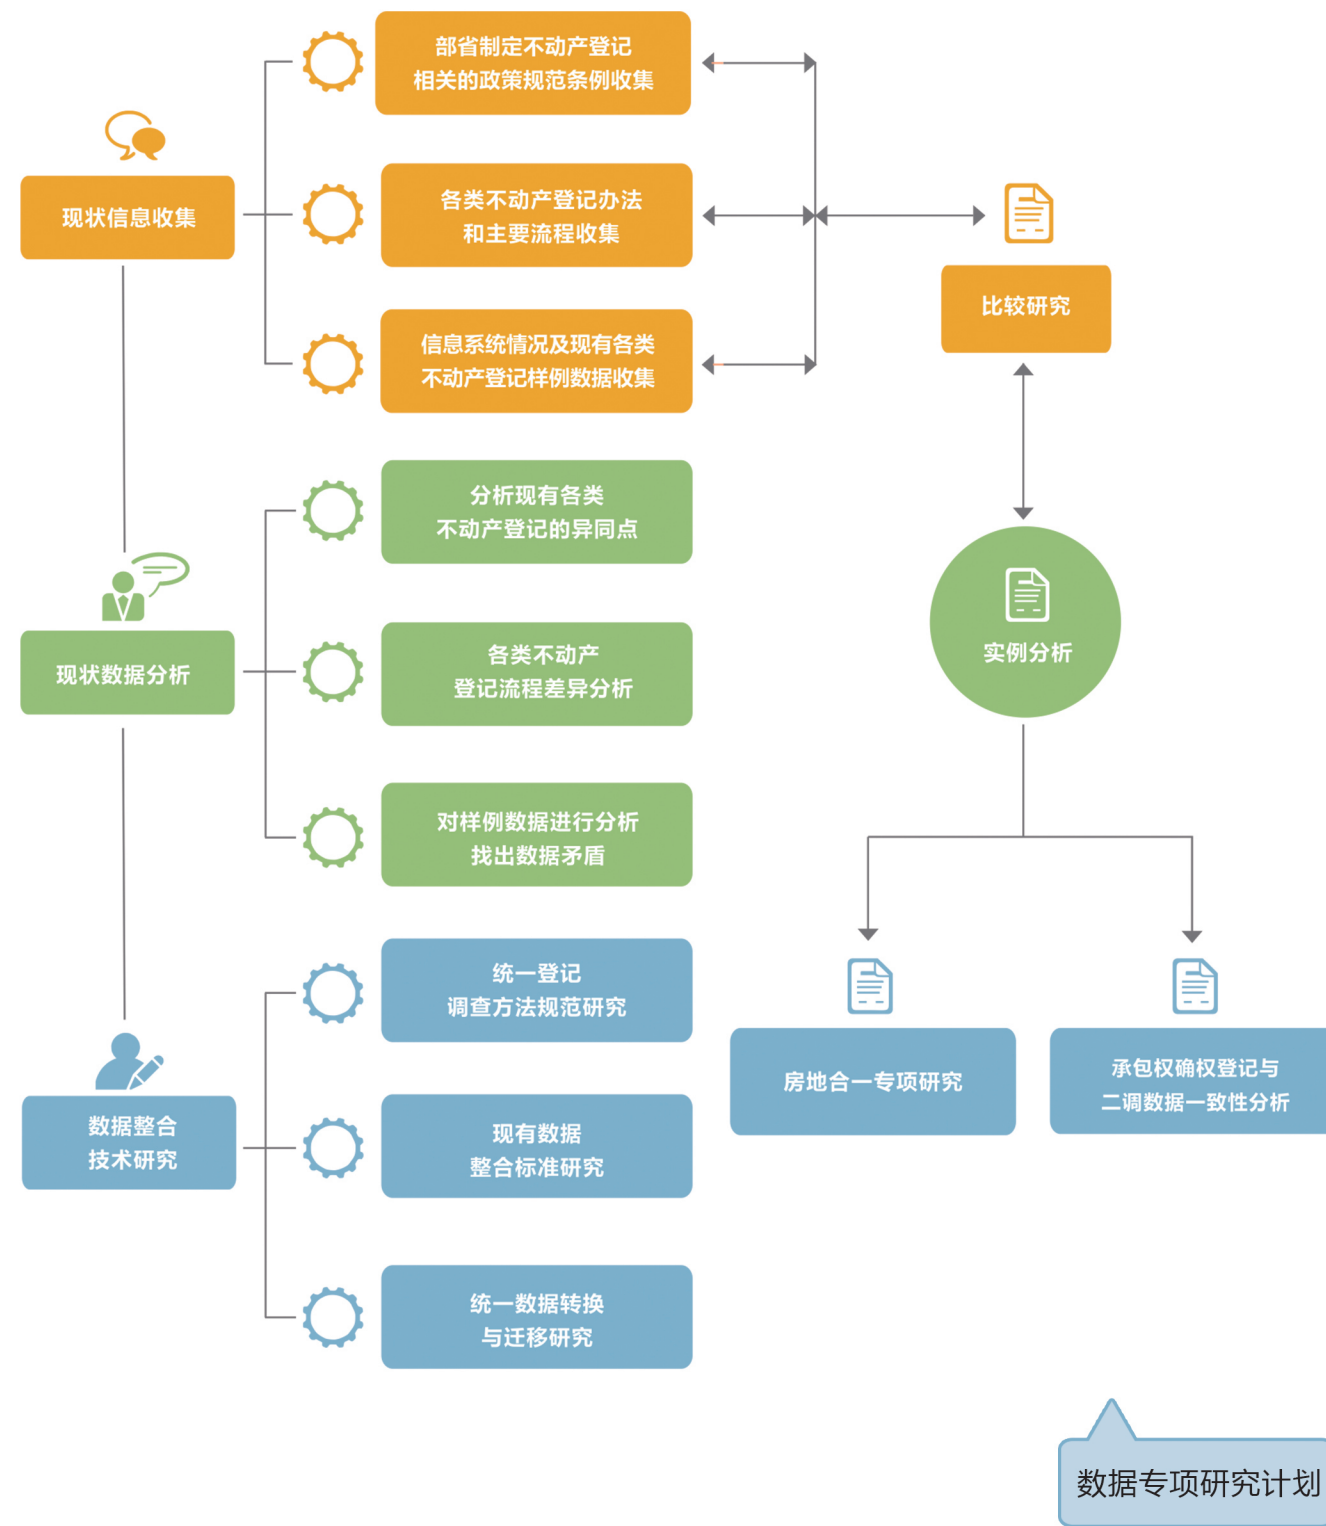 部省制定不动产登记
相关的政策规范条例收集
现状信息收集
各类不动产登记办法
和主要流程收集
信息系统情况及现有各类
不动产登记样例数据收集
比较研究
分析现有各类
不动产登记的异同点
现状数据分析
各类不动产
登记流程差异分析
对样例数据进行分析
找出数据矛盾
实例分析
统一登记
调查方法规范研究
数据整合
技术研究
现有数据
整合标准研究
统一数据转换
与迁移研究
房地合一专项研究
承包权确权登记与
二调数据一致性分析
数据专项研究计划